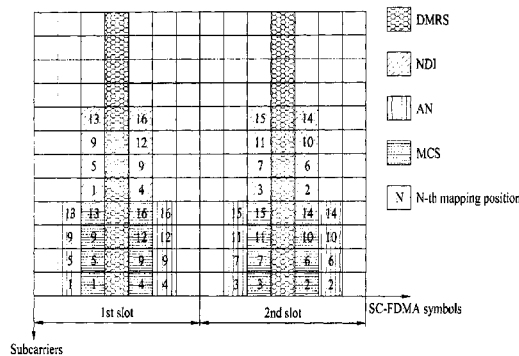 DMRS
NDI
AN
MCS
N N-th mapping position
13 16 15 14
9 12 11 10
5 9 7 6
1 4 3 2
13 13 16 16 15 15 14 14
9 9 12 12 11 11 10 10
5 5 9 9 7 7 6 6
1 1 4 4 3 3 2 2
SC-FDMA symbols
1st slot 2nd slot
Subcarriers